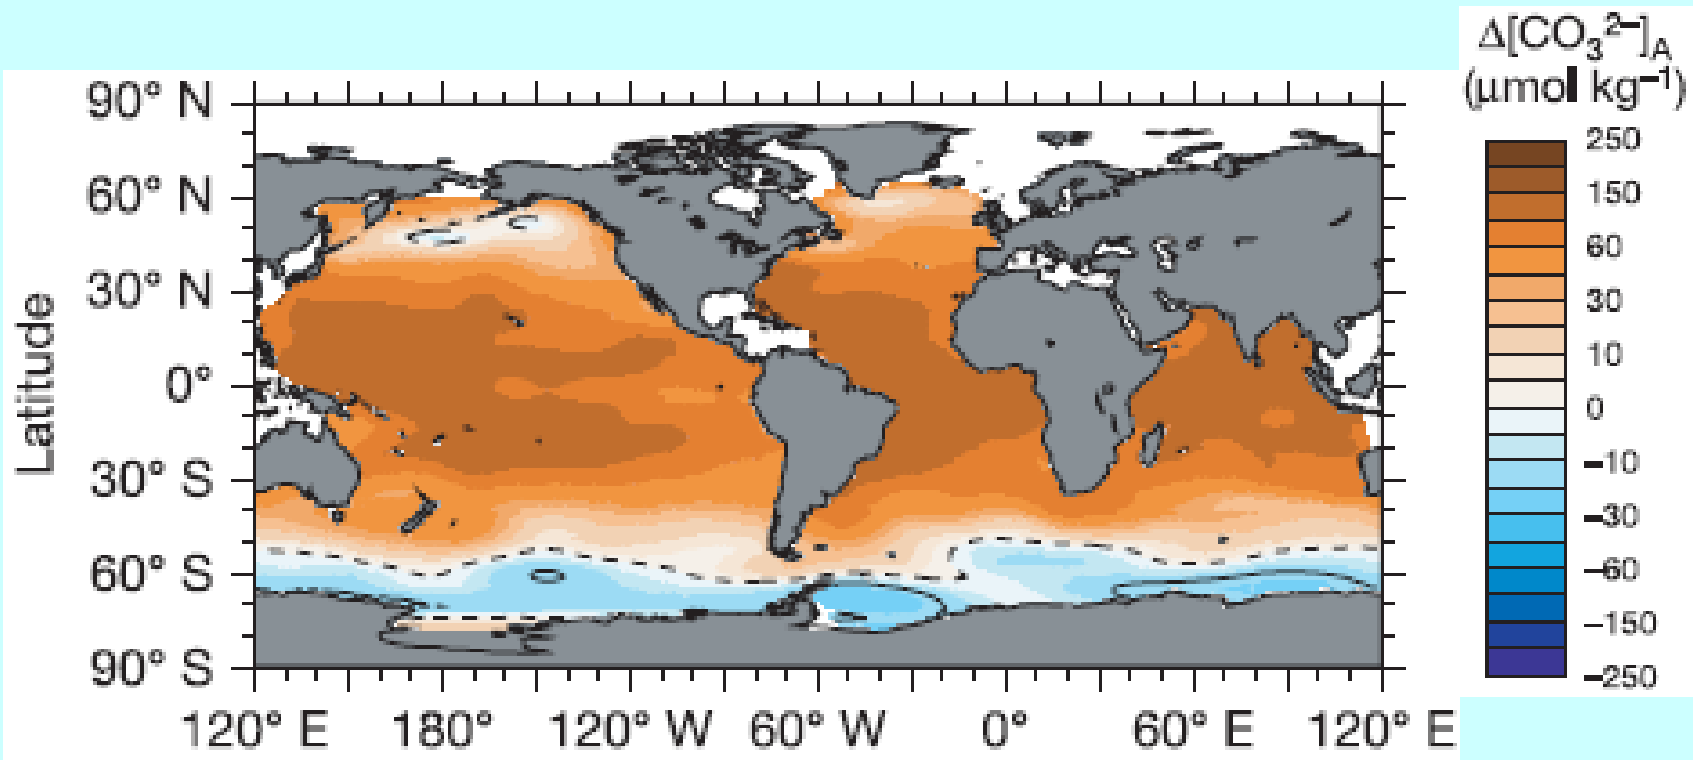 Δ[CO₃²⁻]A
(μmol kg⁻¹)
90° N
60° N
30° N
0°
30° S
60° S
90° S
Latitude
120° E 180° 120° W 60° W 0° 60° E 120° E
250
150
60
30
10
0
–10
–30
–60
–150
–250